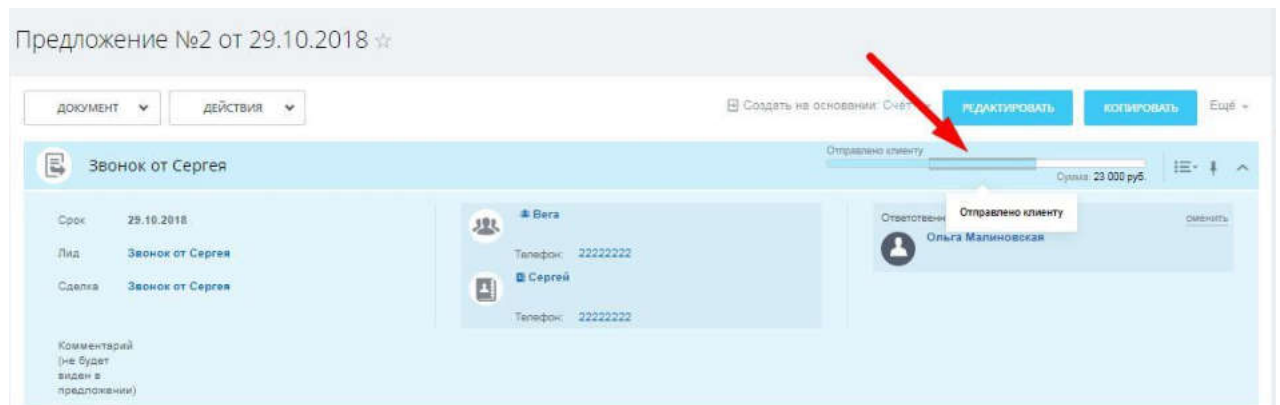 Предложение №2 от 29.10.2018
ДОКУМЕНТ ДЕЙСТВИЯ Создать на основании: Счет РЕДАКТИРОВАТЬ КОПИРОВАТЬ Ещё
Звонок от Сергея
Отправлено клиенту
Сумма: 23 000 руб.
Отправлено клиенту
Срок 29.10.2018
Лид Звонок от Сергея
Сделка Звонок от Сергея
Вега
Телефон: 22222222
Сергей
Телефон: 22222222
Ответственн сменить
Ольга Малиновская
Комментарий
(не будет
виден в
предложении)